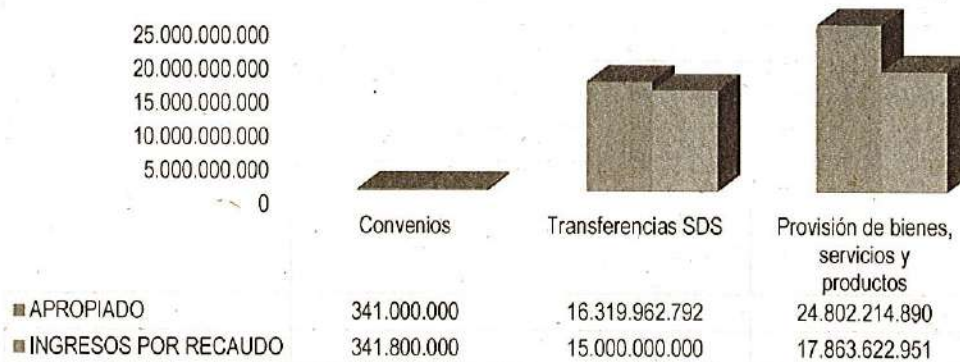 25.000.000.000
20.000.000.000
15.000.000.000
10.000.000.000
5.000.000.000
0
Convenios
Transferencias SDS
Provisión de bienes,
servicios y
productos
APROPIADO 341.000.000 16.319.962.792 24.802.214.890
INGRESOS POR RECAUDO 341.800.000 15.000.000.000 17.863.622.951